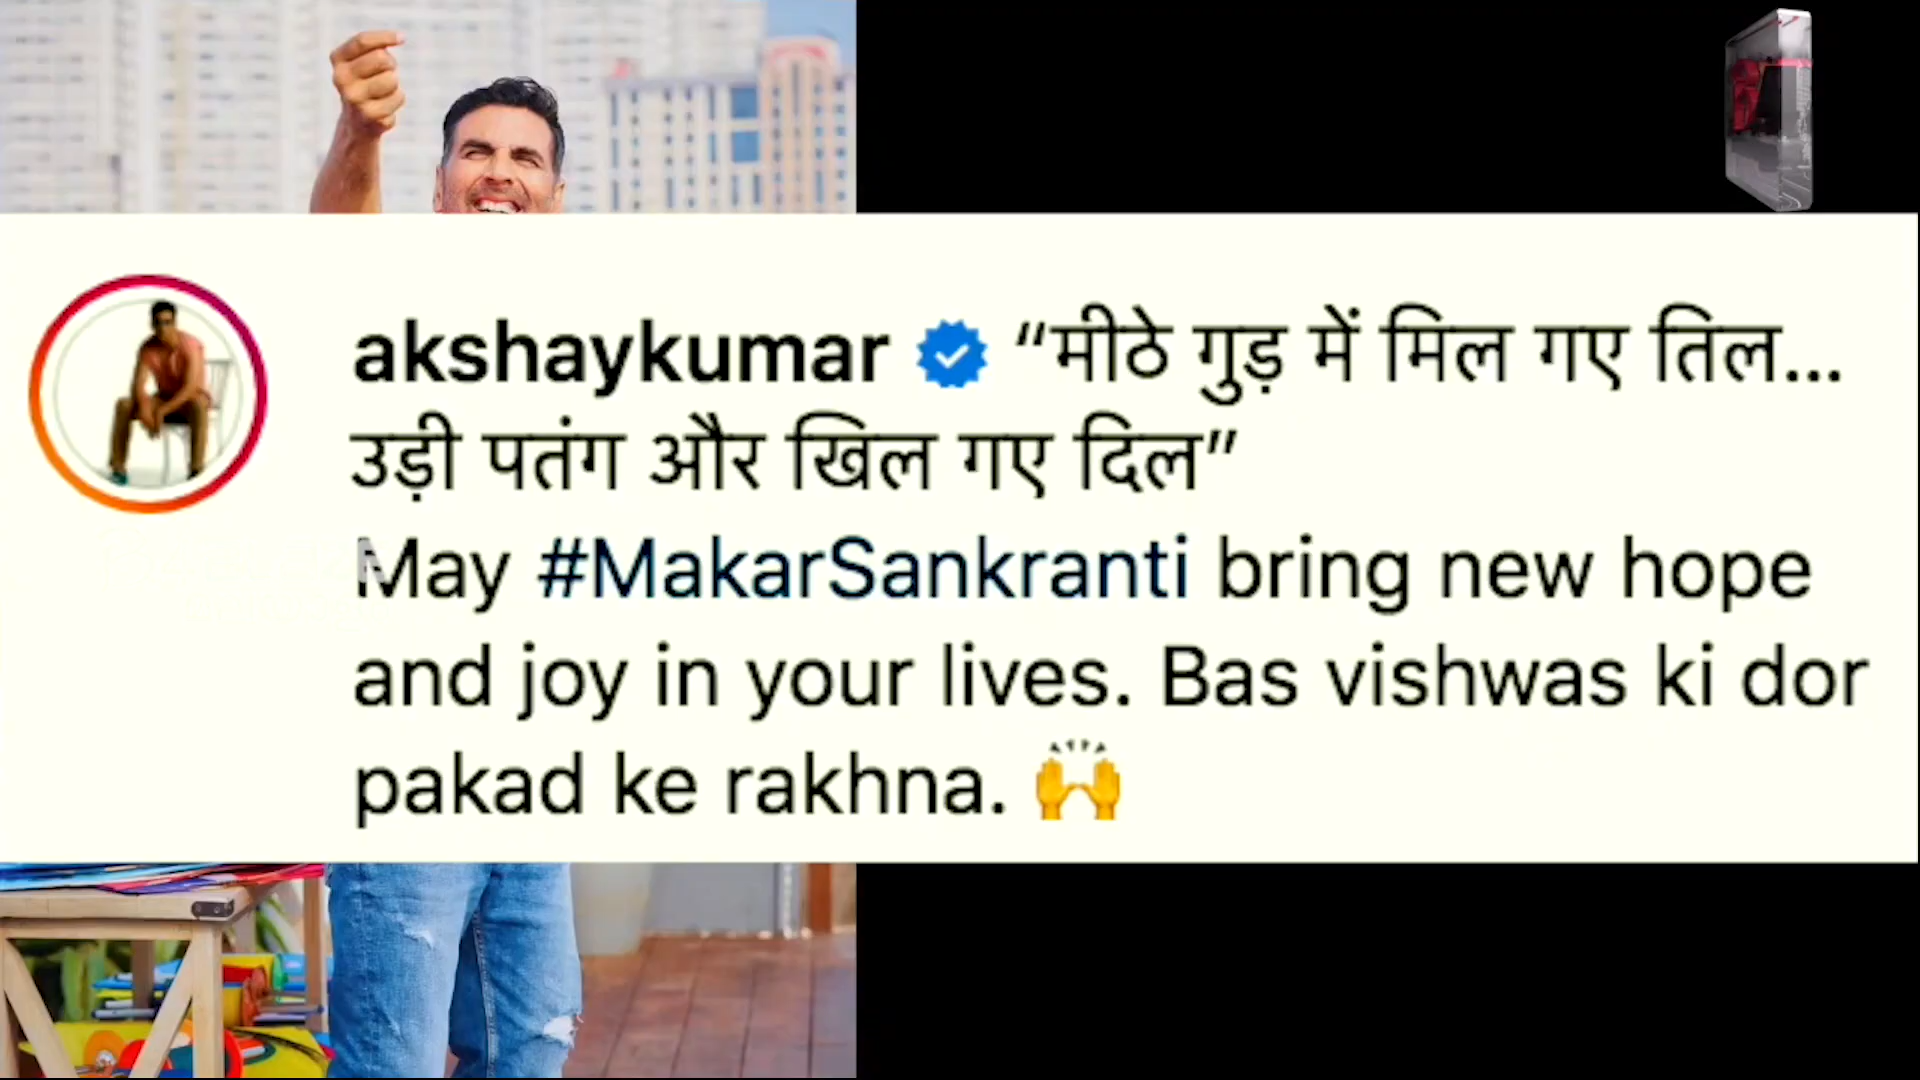 akshaykumar “मीठे गुड़ में मिल गए तिल...
उड़ी पतंग और खिल गए दिल”
May #MakarSankranti bring new hope
and joy in your lives. Bas vishwas ki dor
pakad ke rakhna. 🙌